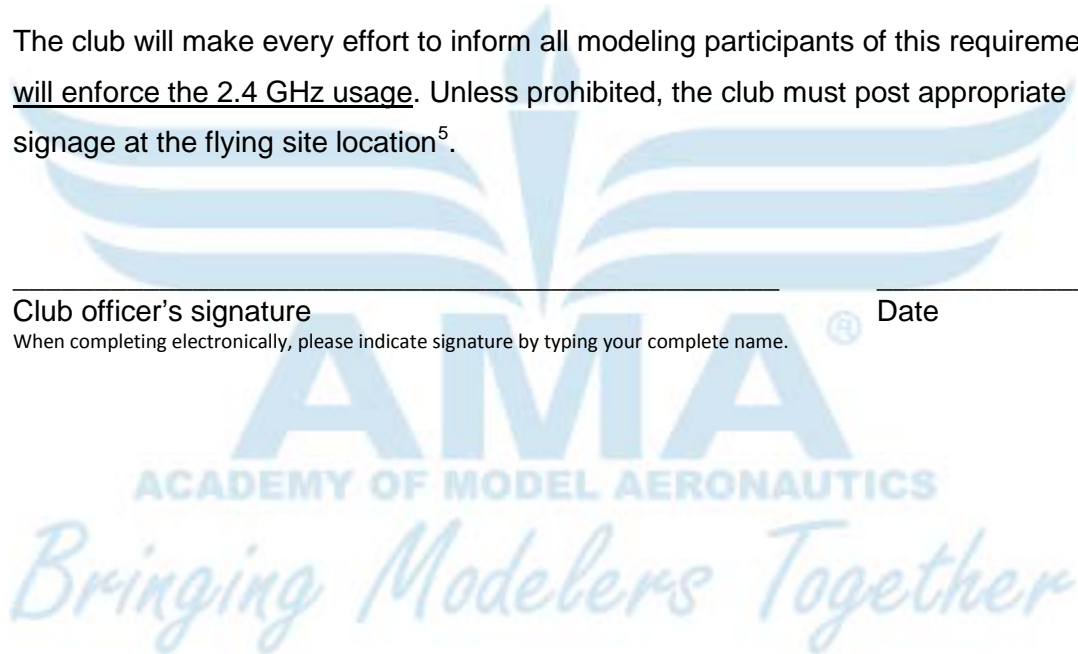 The club will make every effort to inform all modeling participants of this
will enforce the 2.4 GHz usage. Unless prohibited, the club must post appropriate
signage at the flying site location⁵.
Club officer’s signature Date
When completing electronically, please indicate signature by typing your complete name.
®
AMA
ACADEMY OF MODEL AERONAUTICS
Bringing Modelers Together